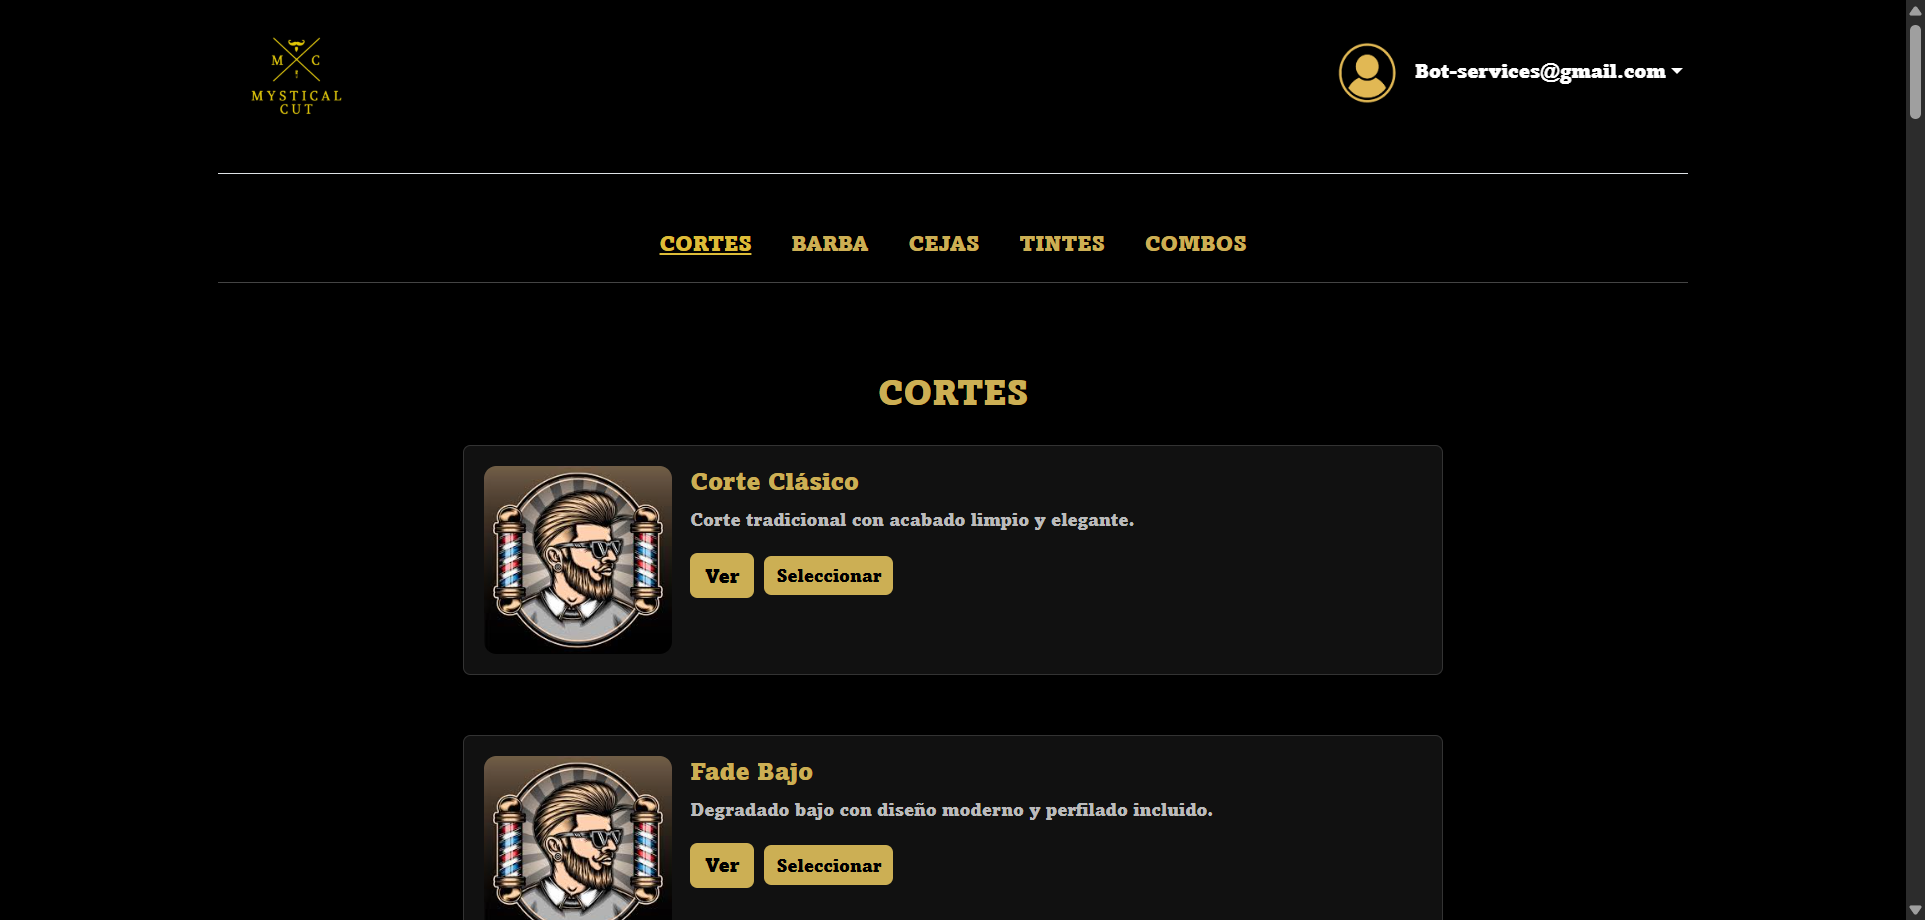 M C
MYSTICAL
CUT
Bot-services@gmail.com
CORTES BARBA CEJAS TINTES COMBOS
CORTES
Corte Clásico
Corte tradicional con acabado limpio y elegante.
Ver Seleccionar
Fade Bajo
Degradado bajo con diseño moderno y perfilado incluido.
Ver Seleccionar